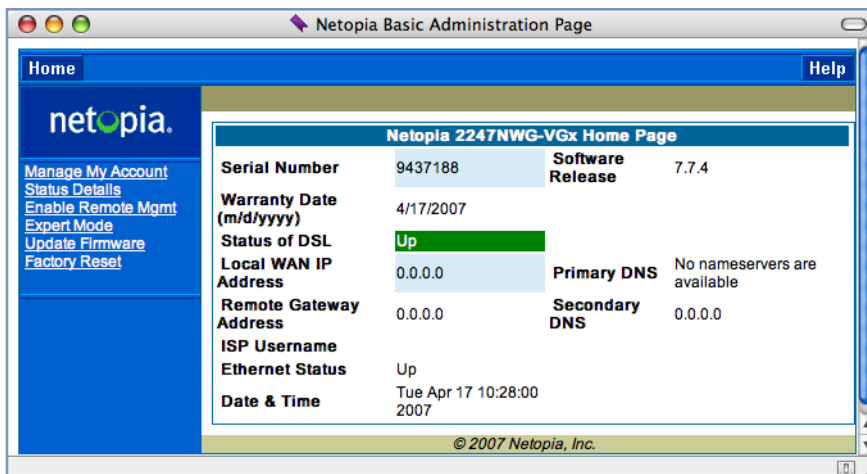 Netopia Basic Administration Page
Home
Help
netopia.
Manage My Account
Status Details
Enable Remote Mgmt
Expert Mode
Update Firmware
Factory Reset
Netopia 2247NWG-VGx Home Page
Serial Number 9437188 Software Release 7.7.4
Warranty Date (m/d/yyyy) 4/17/2007
Status of DSL Up
Local WAN IP Address 0.0.0.0 Primary DNS No nameservers are available
Remote Gateway Address 0.0.0.0 Secondary DNS 0.0.0.0
ISP Username
Ethernet Status Up
Date & Time Tue Apr 17 10:28:00 2007
© 2007 Netopia, Inc.